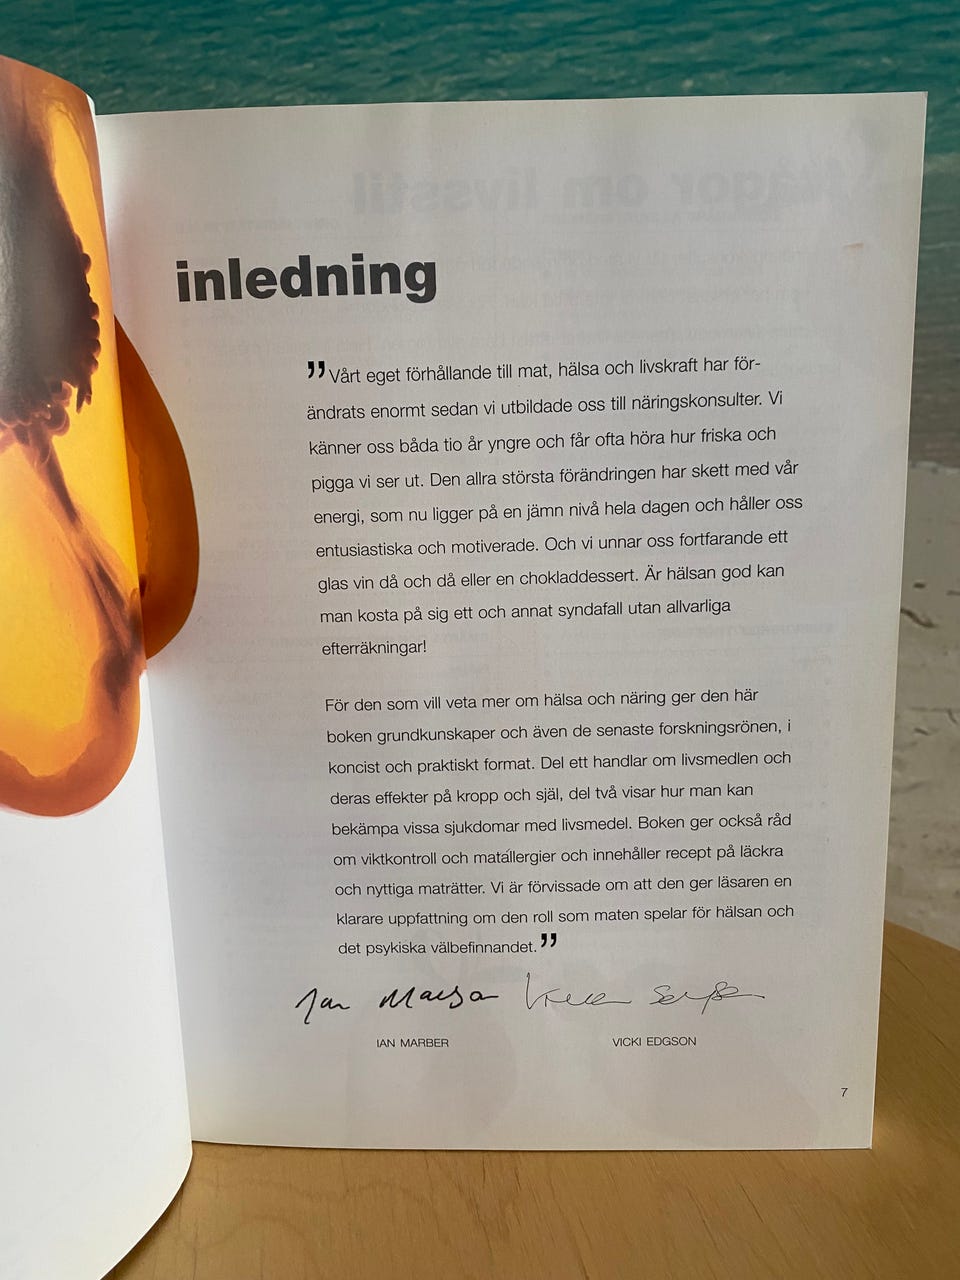 frågor om livsstil
inledning
”Vårt eget förhållande till mat, hälsa och livskraft har för-
ändrats enormt sedan vi utbildade oss till näringskonsulter. Vi
känner oss båda tio år yngre och får ofta höra hur friska och
pigga vi ser ut. Den allra största förändringen har skett med vår
energi, som nu ligger på en jämn nivå hela dagen och håller oss
entusiastiska och motiverade. Och vi unnar oss fortfarande ett
glas vin då och då eller en chokladdessert. Är hälsan god kan
man kosta på sig ett och annat syndafall utan allvarliga
efterräkningar!
För den som vill veta mer om hälsa och näring ger den här
boken grundkunskaper och även de senaste forskningsrönen, i
koncist och praktiskt format. Del ett handlar om livsmedlen och
deras effekter på kropp och själ, del två visar hur man kan
bekämpa vissa sjukdomar med livsmedel. Boken ger också råd
om viktkontroll och matallergier och innehåller recept på läckra
och nyttiga maträtter. Vi är förvissade om att den ger läsaren en
klarare uppfattning om den roll som maten spelar för hälsan och
det psykiska välbefinnandet.”
IAN MARBER VICKI EDGSON
7